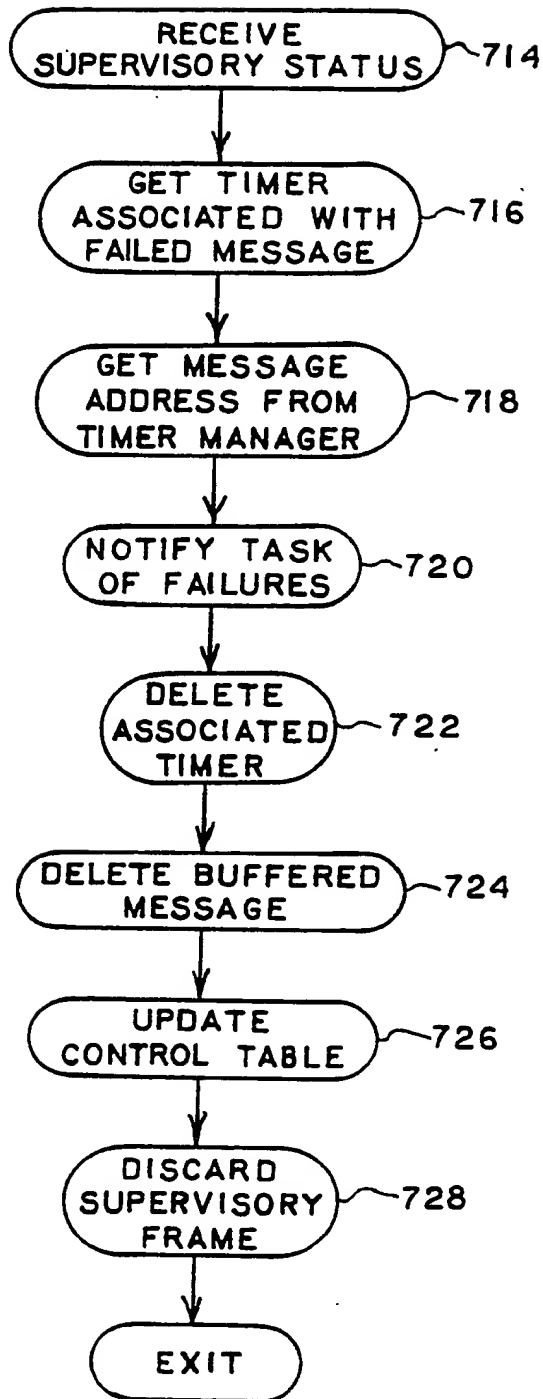 RECEIVE
SUPERVISORY STATUS
714
GET TIMER
ASSOCIATED WITH
FAILED MESSAGE
716
GET MESSAGE
ADDRESS FROM
TIMER MANAGER
718
NOTIFY TASK
OF FAILURES
720
DELETE
ASSOCIATED
TIMER
722
DELETE BUFFERED
MESSAGE
724
UPDATE
CONTROL TABLE
726
DISCARD
SUPERVISORY
FRAME
728
EXIT